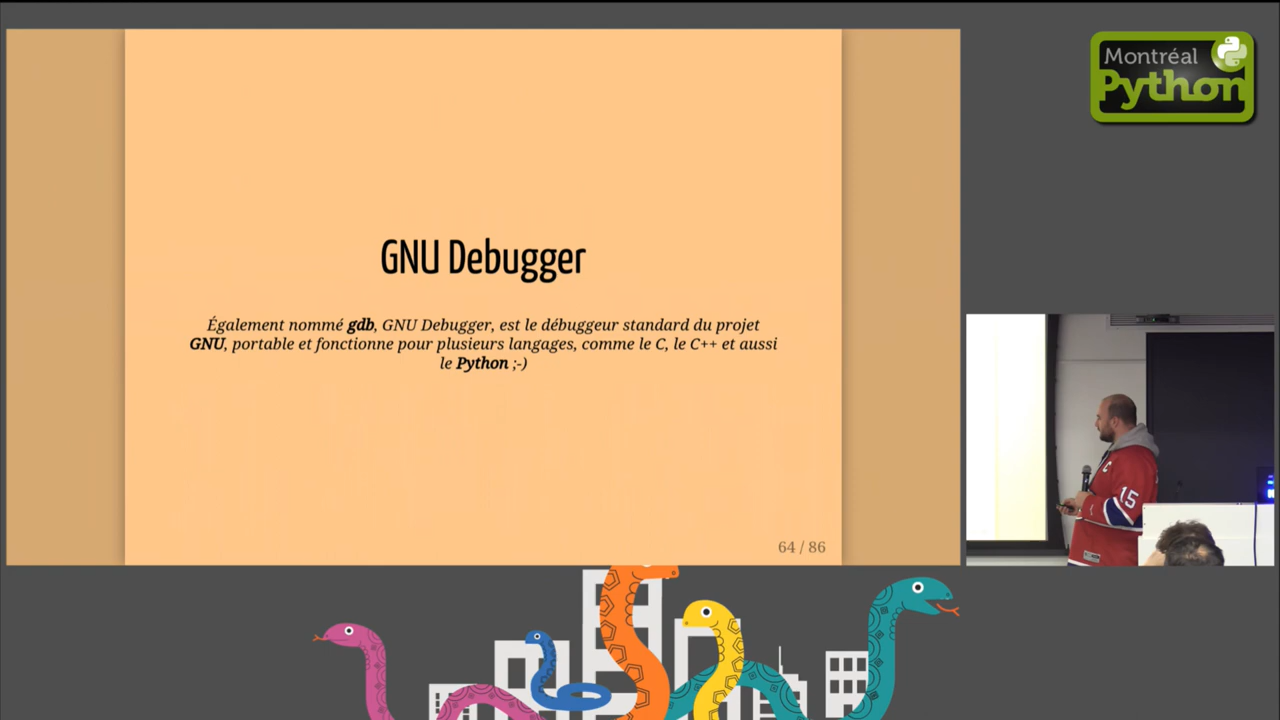 Montréal
Python
GNU Debugger
Également nommé gdb, GNU Debugger, est le débuggeur standard du projet
GNU, portable et fonctionne pour plusieurs langages, comme le C, le C++ et aussi
le Python ;-)
64 / 86
C
15